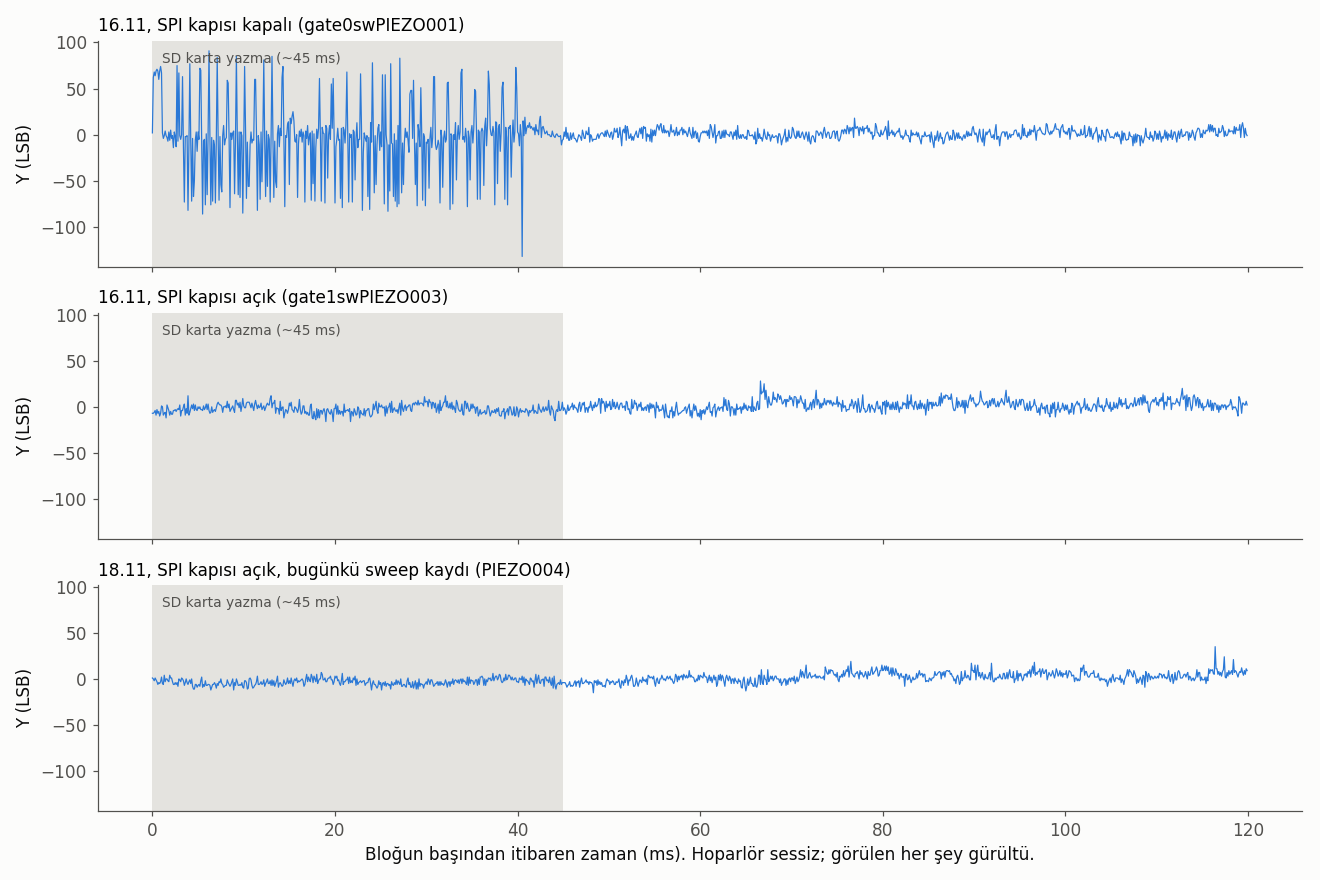 16.11, SPI kapısı kapalı (gate0swPIEZO001)
SD karta yazma (~45 ms)
100
50
0
−50
−100
Y (LSB)
16.11, SPI kapısı açık (gate1swPIEZO003)
SD karta yazma (~45 ms)
100
50
0
−50
−100
Y (LSB)
18.11, SPI kapısı açık, bugünkü sweep kaydı (PIEZO004)
SD karta yazma (~45 ms)
100
50
0
−50
−100
Y (LSB)
0 20 40 60 80 100 120
Bloğun başından itibaren zaman (ms). Hoparlör sessiz; görülen her şey gürültü.